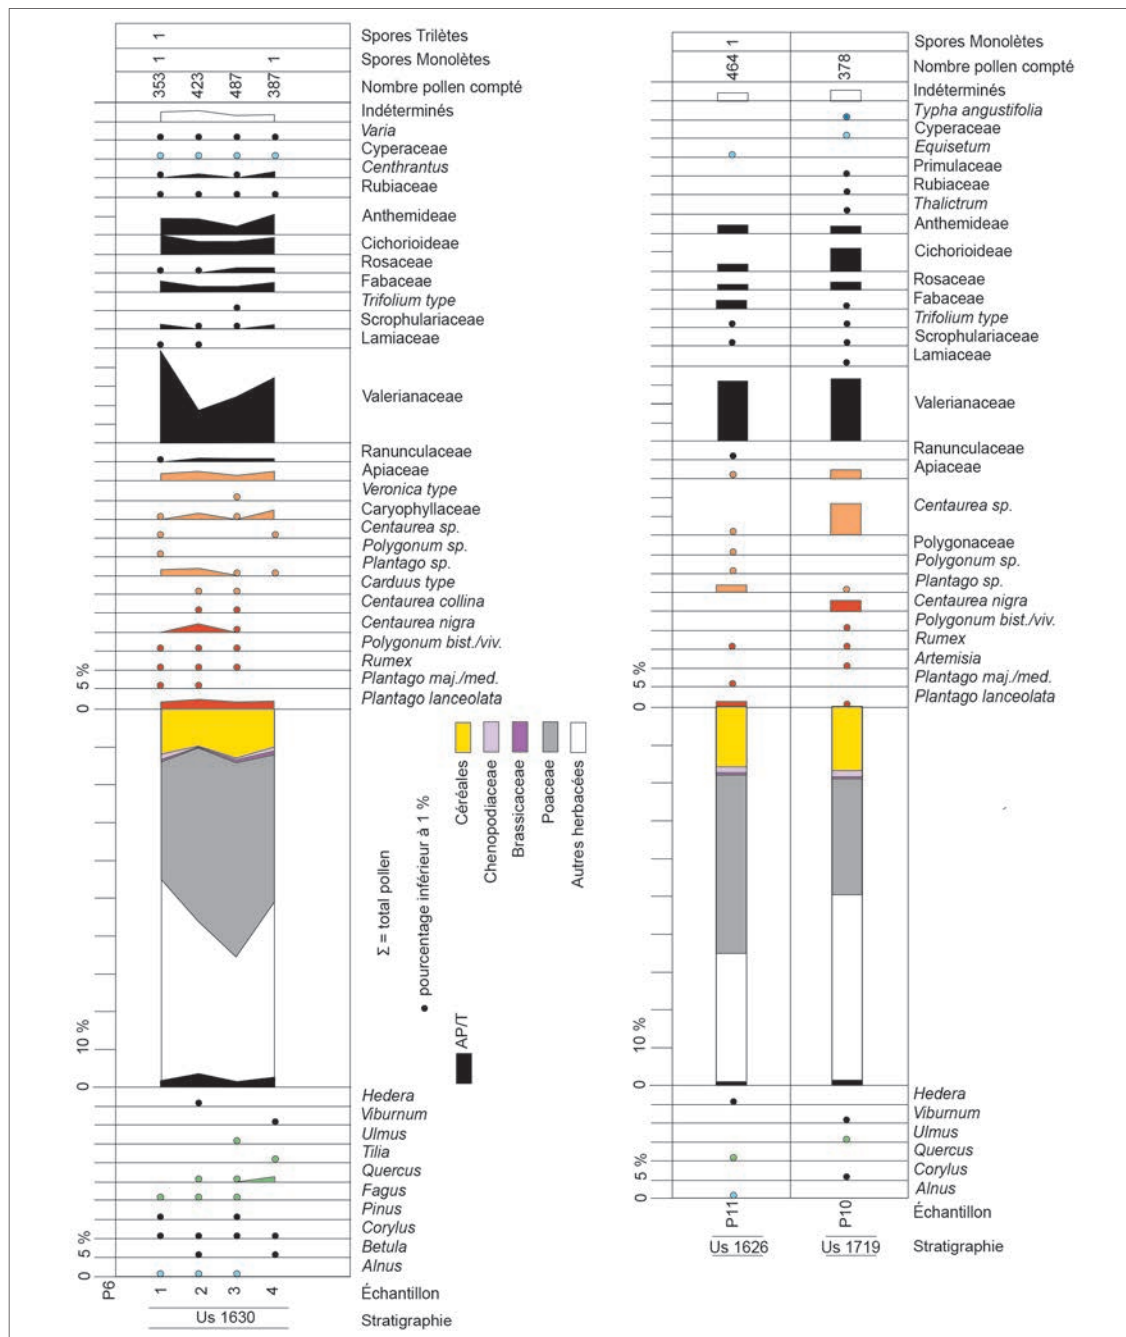 1 Spores Trilètes
1 1 Spores Monolètes
353 423 487 387 Nombre pollen compté
Indéterminés
Varia
Cyperaceae
Centhrantus
Rubiaceae
Anthemideae
Cichorioideae
Rosaceae
Fabaceae
Trifolium type
Scrophulariaceae
Lamiaceae
Valerianaceae
Ranunculaceae
Apiaceae
Veronica type
Caryophyllaceae
Centaurea sp.
Polygonum sp.
Plantago sp.
Carduus type
Centaurea collina
Centaurea nigra
Polygonum bist./viv.
Rumex
Plantago maj./med.
Plantago lanceolata
0 5 %
0 10 %
Hedera
Viburnum
Ulmus
Tilia
Quercus
Fagus
Pinus
Corylus
Betula
Alnus
0 5 %
P6 1 2 3 4 Échantillon
Us 1630 Stratigraphie
Céréales
Chenopodiaceae
Brassicaceae
Poaceae
Autres herbacées
Σ = total pollen
• pourcentage inférieur à 1 %
AP/T
1 Spores Monolètes
464 378 Nombre pollen compté
Indéterminés
Typha angustifolia
Cyperaceae
Equisetum
Primulaceae
Rubiaceae
Thalictrum
Anthemideae
Cichorioideae
Rosaceae
Fabaceae
Trifolium type
Scrophulariaceae
Lamiaceae
Valerianaceae
Ranunculaceae
Apiaceae
Centaurea sp.
Polygonaceae
Polygonum sp.
Plantago sp.
Centaurea nigra
Polygonum bist./viv.
Rumex
Artemisia
Plantago maj./med.
Plantago lanceolata
0 5 %
0 10 %
Hedera
Viburnum
Ulmus
Quercus
Corylus
Alnus
0 5 %
P11 P10 Échantillon
Us 1626 Us 1719 Stratigraphie